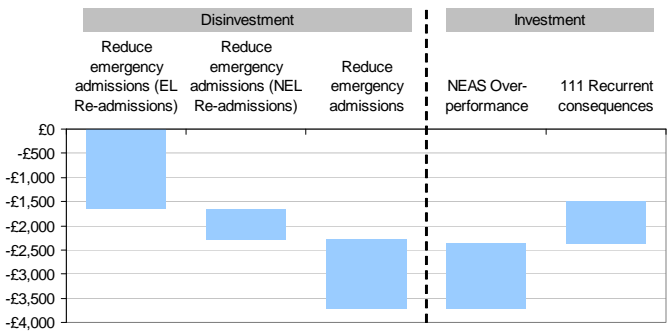 Disinvestment
Investment
Reduce
emergency
admissions (EL
Re-admissions)
Reduce
emergency
admissions (NEL
Re-admissions)
Reduce
emergency
admissions
NEAS Over-
performance
111 Recurrent
consequences
£0
-£500
-£1,000
-£1,500
-£2,000
-£2,500
-£3,000
-£3,500
-£4,000